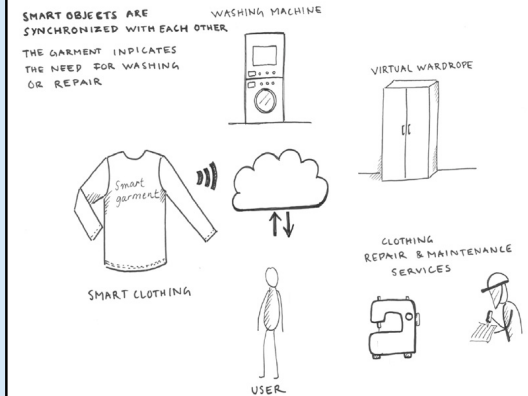 SMART OBJECTS ARE
SYNCHRONIZED WITH EACH OTHER
THE GARMENT INDICATES
THE NEED FOR WASHING
OR REPAIR
WASHING MACHINE
VIRTUAL WARDROPE
Smart
garment
SMART CLOTHING
CLOTHING
REPAIR & MAINTENANCE
SERVICES
USER